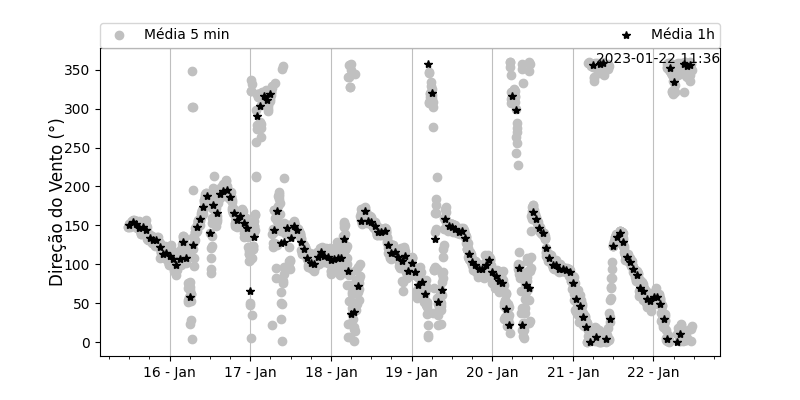 Média 5 min
Média 1h
2023-01-22 11:36
Direção do Vento (°)
350
300
250
200
150
100
50
0
16 - Jan
17 - Jan
18 - Jan
19 - Jan
20 - Jan
21 - Jan
22 - Jan